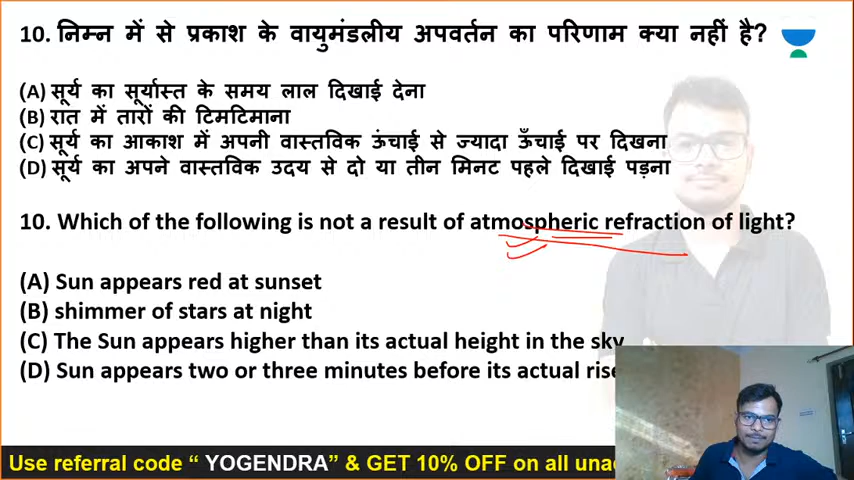 10. निम्न में से प्रकाश के वायुमंडलीय अपवर्तन का परिणाम क्या नहीं है?
(A) सूर्य का सूर्यास्त के समय लाल दिखाई देना
(B) रात में तारों की टिमटिमाना
(C) सूर्य का आकाश में अपनी वास्तविक ऊंचाई से ज्यादा ऊँचाई पर दिखना
(D) सूर्य का अपने वास्तविक उदय से दो या तीन मिनट पहले दिखाई पड़ना
10. Which of the following is not a result of atmospheric refraction of light?
(A) Sun appears red at sunset
(B) shimmer of stars at night
(C) The Sun appears higher than its actual height in the sky
(D) Sun appears two or three minutes before its actual rise
Use referral code “ YOGENDRA” & GET 10% OFF on all